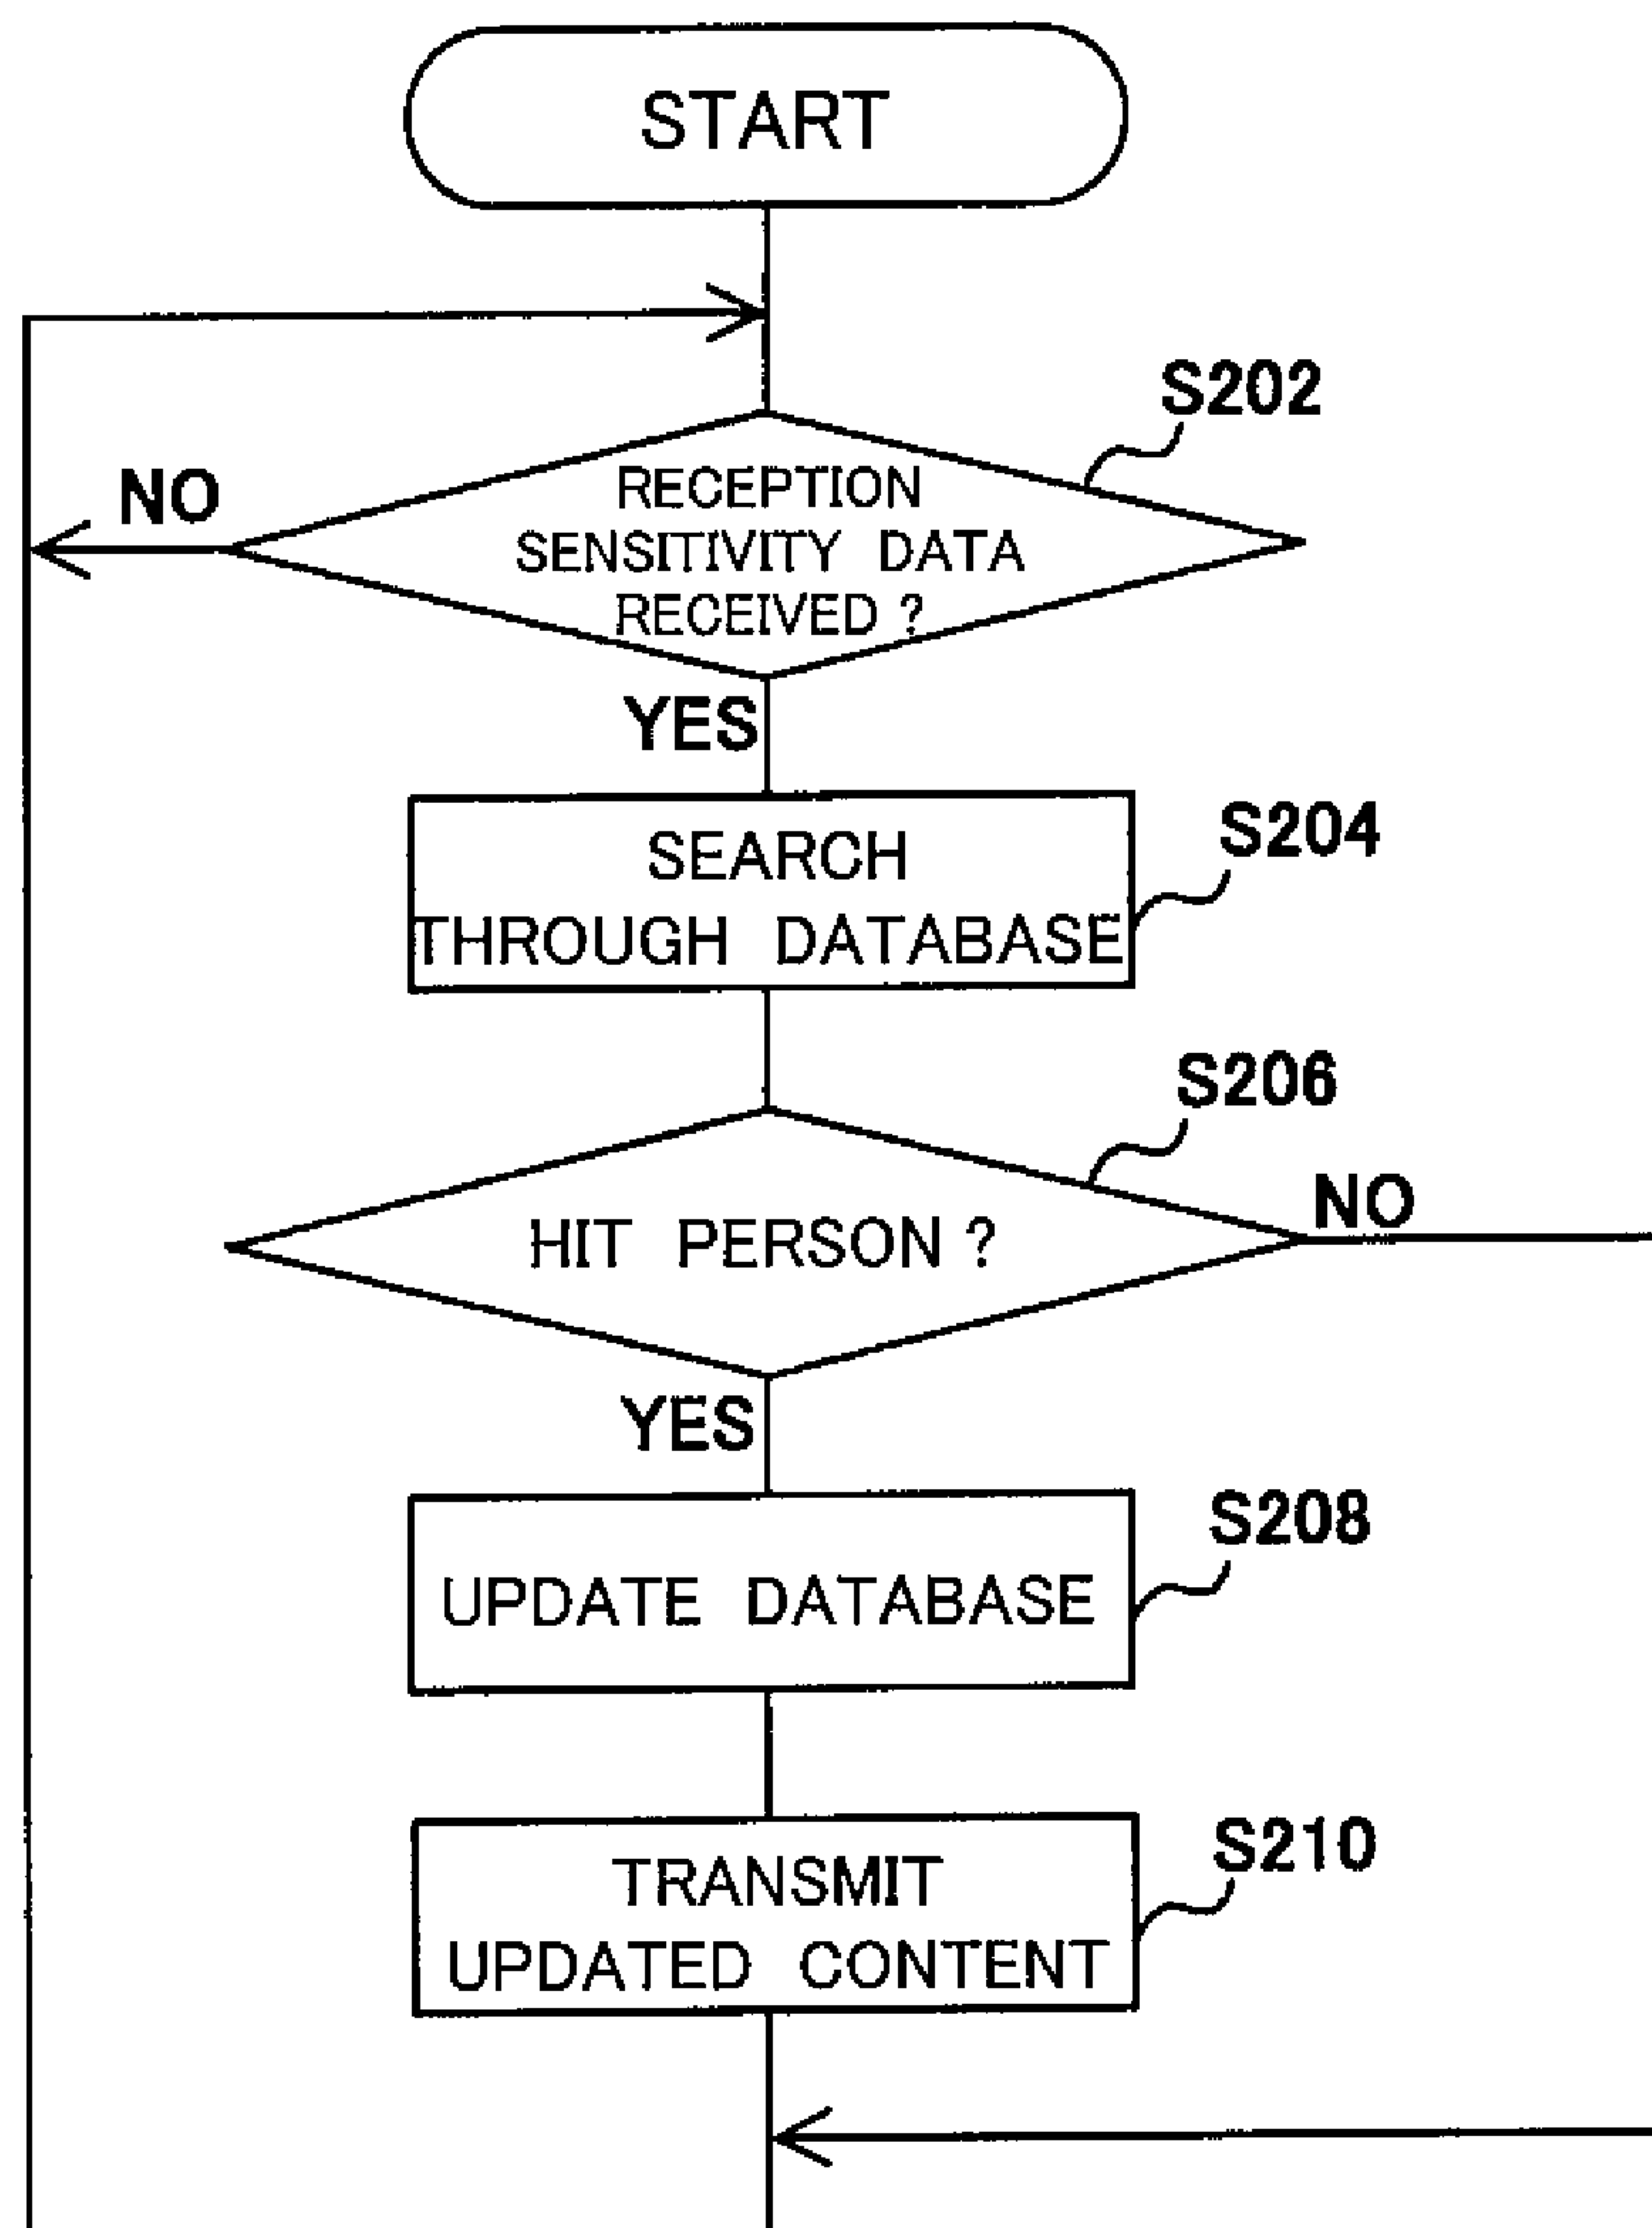 START
S202
NO
RECEPTION
SENSITIVITY DATA
RECEIVED ?
YES
S204
SEARCH
THROUGH DATABASE
S206
NO
HIT PERSON ?
YES
S208
UPDATE DATABASE
S210
TRANSMIT
UPDATED CONTENT